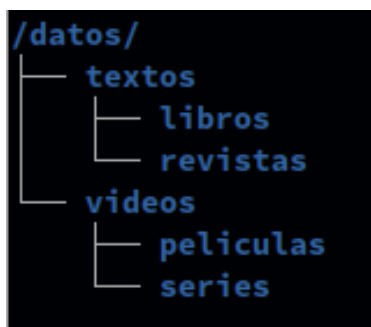 /datos/
textos
libros
revistas
videos
peliculas
series